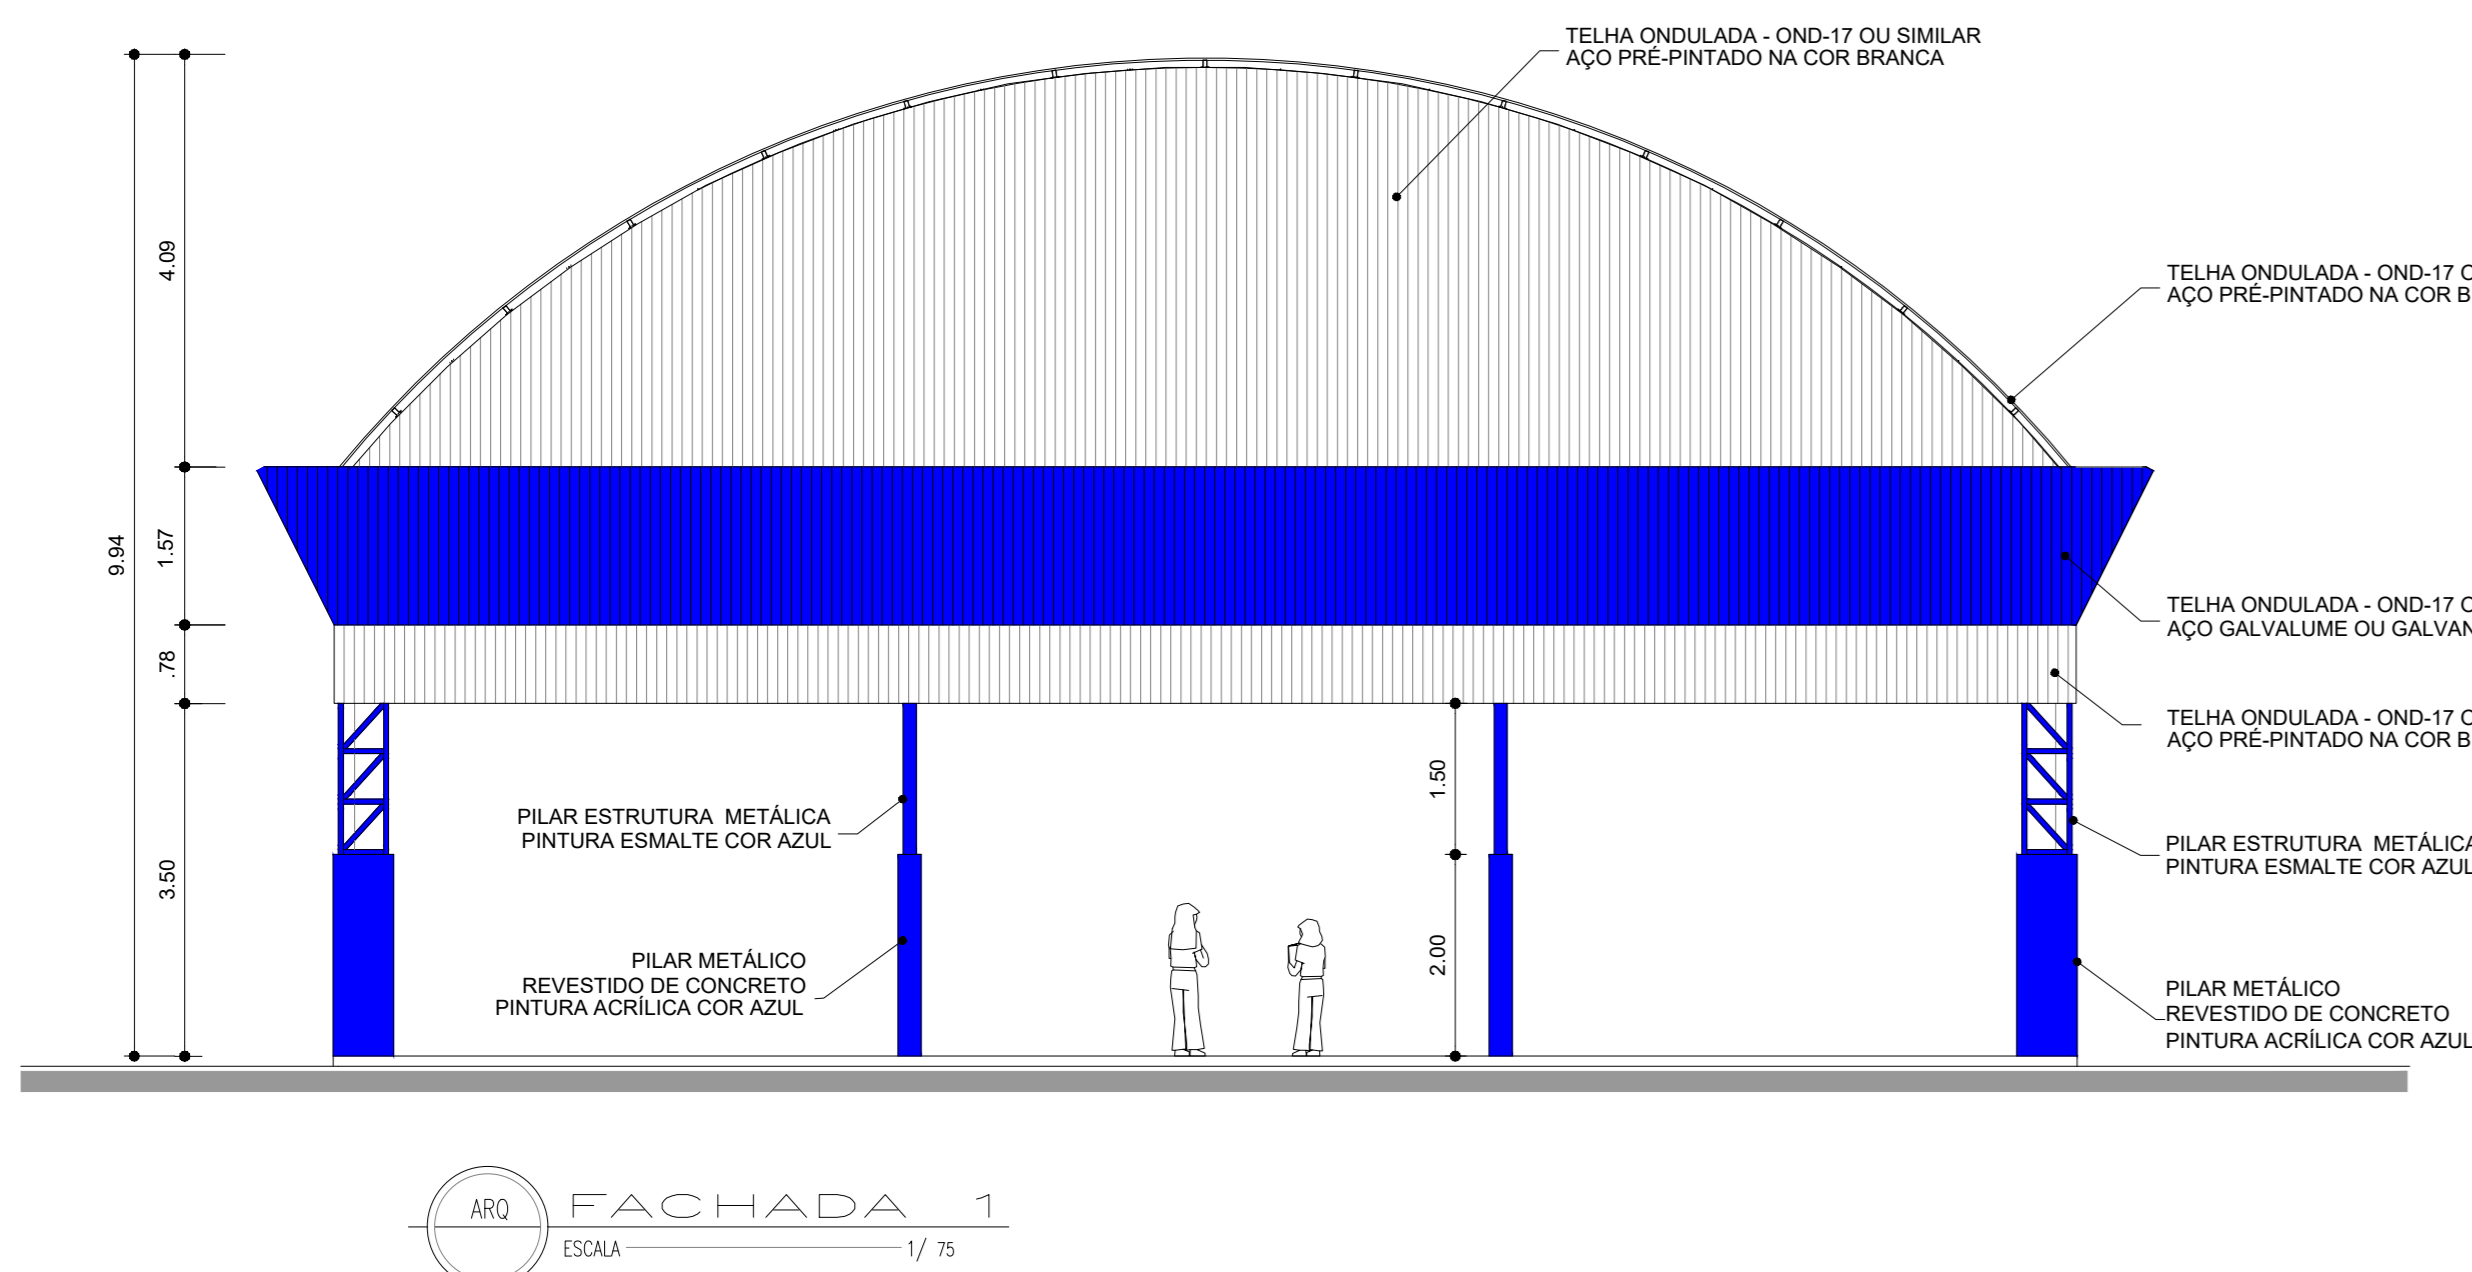 TELHA ONDULADA - OND-17 OU SIMILAR
AÇO PRÉ-PINTADO NA COR BRANCA
4.09
TELHA ONDULADA - OND-17
AÇO PRÉ-PINTADO NA COR
9.94
1.57
TELHA ONDULADA - OND-17
AÇO GALVALUME OU
.78
TELHA ONDULADA - OND-17
AÇO PRÉ-PINTADO NA COR
1.50
PILAR ESTRUTURA METÁLICA
PINTURA ESMALTE COR AZUL
PILAR ESTRUTURA METÁLICA
PINTURA ESMALTE COR AZUL
3.50
2.00
PILAR METÁLICO
REVESTIDO DE CONCRETO
PINTURA ACRÍLICA COR AZUL
PILAR METÁLICO
REVESTIDO DE CONCRETO
PINTURA ACRÍLICA COR AZUL
ARQ
FACHADA 1
ESCALA 1/ 75